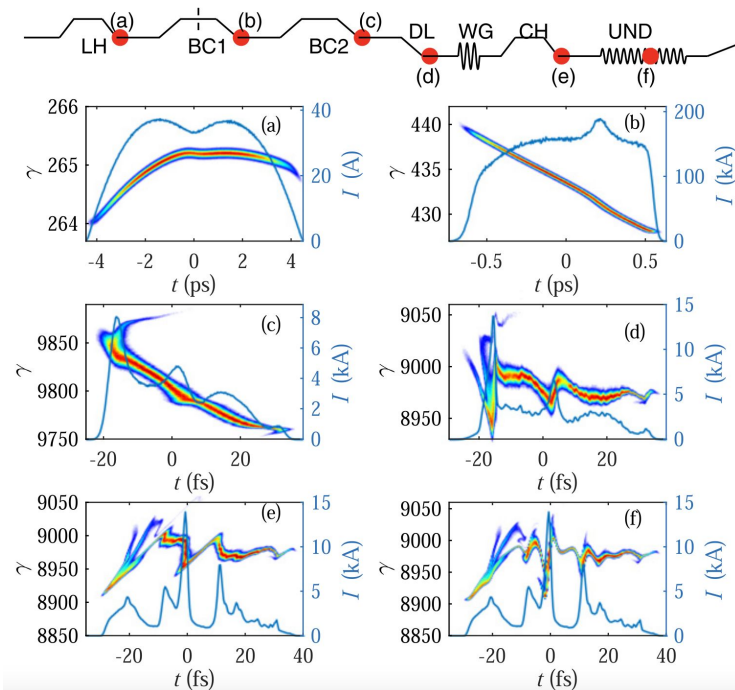 (a) (b) (c)
LH BC1 BC2 DL WG CH UND
(d) (e) (f)
266 40 440 200
(a) (b)
265 435 100
γ 20 I (A) γ I (kA)
264 430
0 0
-4 -2 0 2 4 -0.5 0 0.5
t (ps) t (ps)
8 9050 15
(c) (d)
9850 6 10
γ 4 I (kA) γ 9000 I (kA)
9800 2 5
9750 0 8950 0
-20 0 20 -20 0 20 40
t (fs) t (fs)
9050 15 9050 15
(e) (f)
9000 10 9000 10
γ 8950 I (kA) γ 8950 I (kA)
8900 5 8900 5
8850 0 8850 0
-20 0 20 40 -20 0 20 40
t (fs) t (fs)